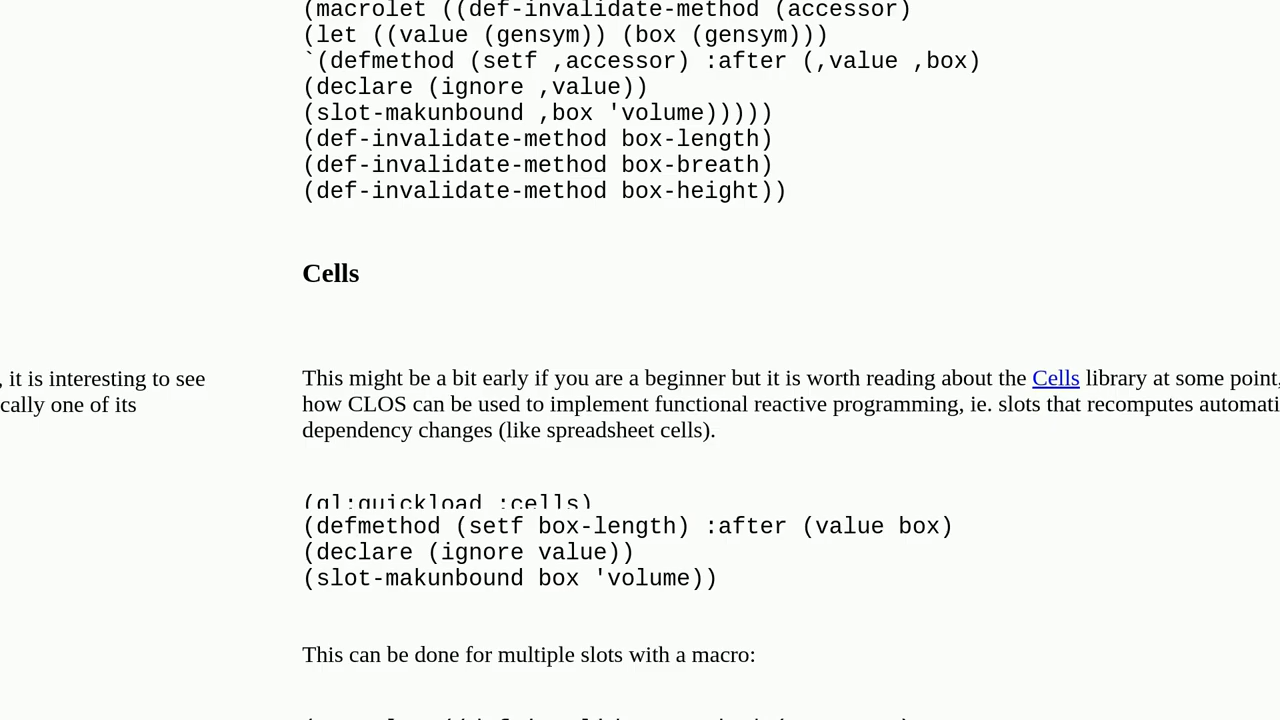 (macrolet ((def-invalidate-method (accessor)
(let ((value (gensym)) (box (gensym)))
`(defmethod (setf ,accessor) :after (,value ,box)
(declare (ignore ,value))
(slot-makunbound ,box 'volume)))))
(def-invalidate-method box-length)
(def-invalidate-method box-breath)
(def-invalidate-method box-height))
Cells
, it is interesting to see
cally one of its
This might be a bit early if you are a beginner but it is worth reading about the Cells library at some point,
how CLOS can be used to implement functional reactive programming, ie. slots that recomputes automati
dependency changes (like spreadsheet cells).
(ql:quickload :cells)
(defmethod (setf box-length) :after (value box)
(declare (ignore value))
(slot-makunbound box 'volume))
This can be done for multiple slots with a macro: